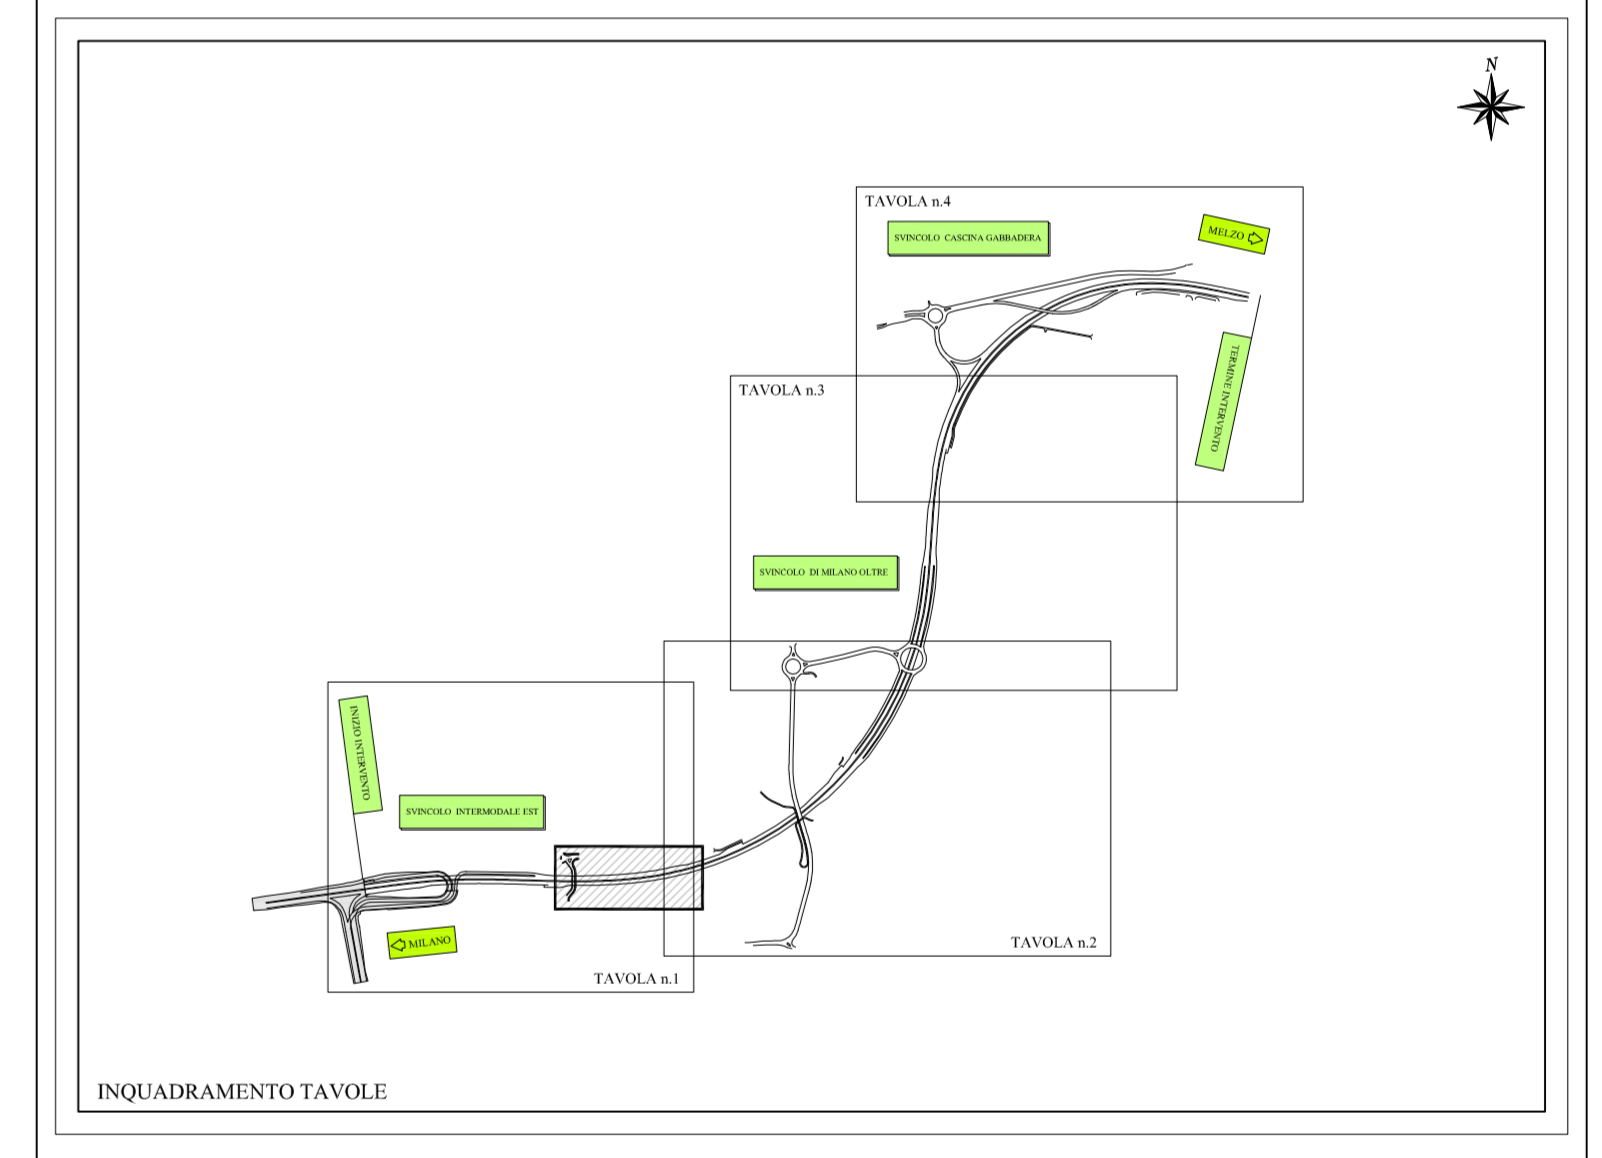 N
TAVOLA n.4
SVINCOLO CASCINA GABBADERA
MELZO
TERMINE INTERVENTO
TAVOLA n.3
SVINCOLO DI MILANO OLTRE
INIZIO INTERVENTO
SVINCOLO INTERMODALE EST
MILANO
TAVOLA n.2
TAVOLA n.1
INQUADRAMENTO TAVOLE